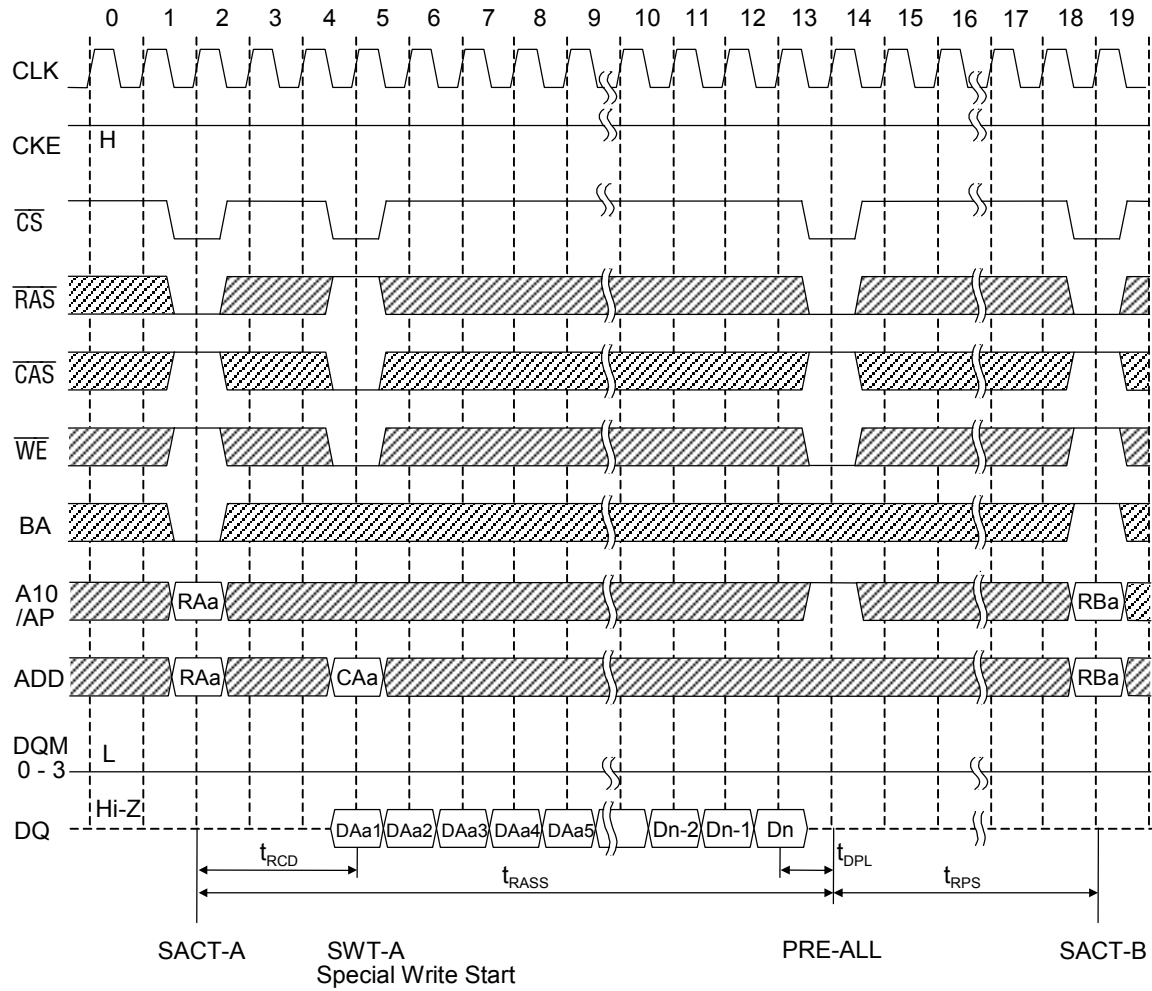 0 1 2 3 4 5 6 7 8 9 10 11 12 13 14 15 16 17 18 19
CLK
CKE H
CS
RAS
CAS
WE
BA
A10
/AP
RAa RBa
ADD RAa CAa RBa
DQM
0 - 3
L
Hi-Z
DQ DAa1 DAa2 DAa3 DAa4 DAa5 Dn-2 Dn-1 Dn
tRCD tDPL
tRASS tRPS
SACT-A SWT-A PRE-ALL SACT-B
Special Write Start